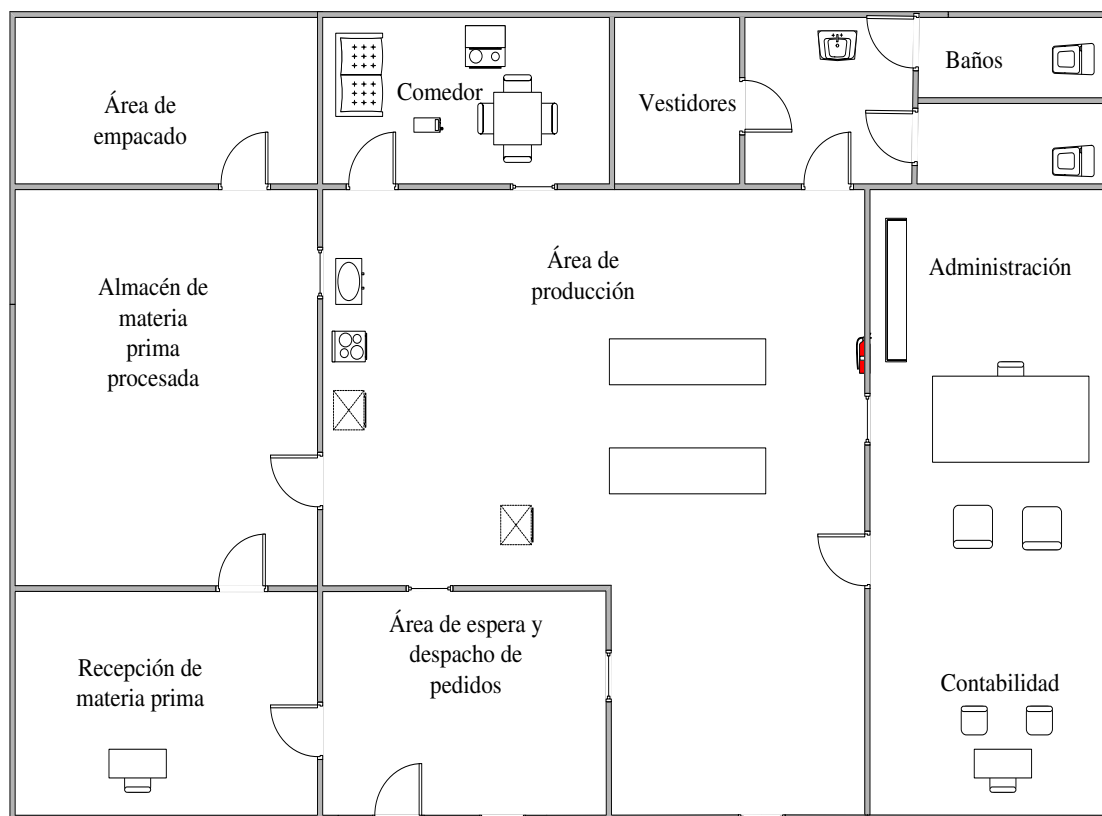 Área de
empacado
Comedor
Vestidores
Baños
Almacén de
materia
prima
procesada
Área de
producción
Administración
Recepción de
materia prima
Área de espera y
despacho de
pedidos
Contabilidad